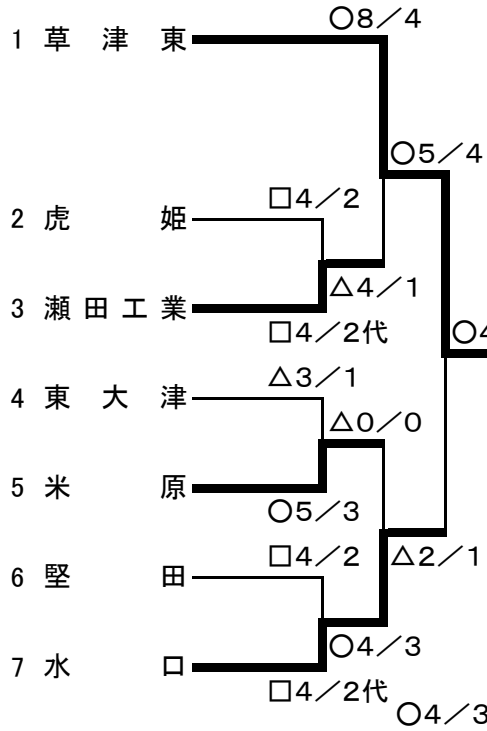 ○8／4
1 草津東
○5／4
□4／2
2 虎姫
△4／1
3 瀬田工業
□4／2代
○4
△3／1
4 東大津
△0／0
5 米原
○5／3
□4／2
△2／1
6 堅田
○4／3
7 水口
□4／2代
○4／3